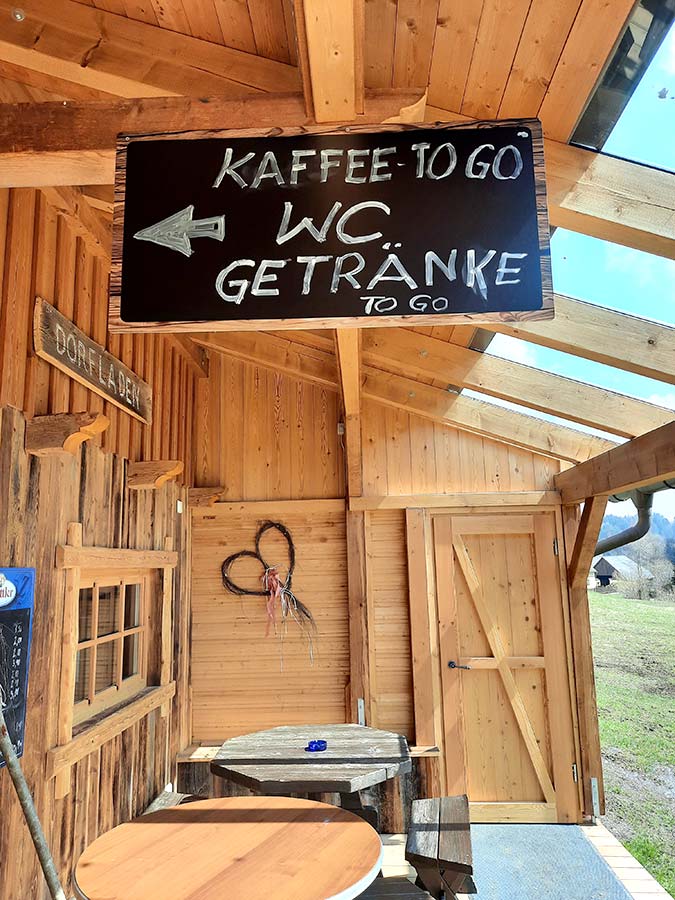 KAFFEE-TO GO
WC
GETRÄNKE
TO GO
DORFLADEN